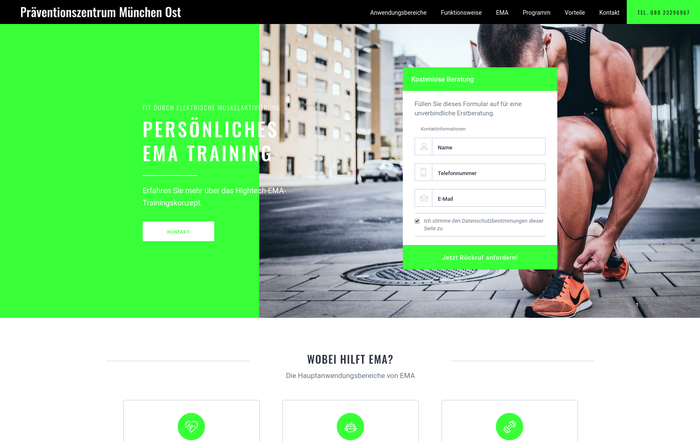 Präventionszentrum München Ost
Anwendungsbereiche Funktionsweise EMA Programm Vorteile Kontakt TEL. 089 23296967
FIT DURCH ELEKTRISCHE MUSKELAKTIVIERUNG
PERSÖNLICHES
EMA TRAINING
Erfahren Sie mehr über das Hightech-EMA-
Trainingskonzept.
KONTAKT
Kostenlose Beratung
Füllen Sie dieses Formular auf für eine
unverbindliche Erstberatung.
Kontaktinformationen
Name
Telefonnummer
E-Mail
Ich stimme den Datenschutzbestimmungen dieser
Seite zu
Jetzt Rückruf anfordern!
WOBEI HILFT EMA?
Die Hauptanwendungsbereiche von EMA